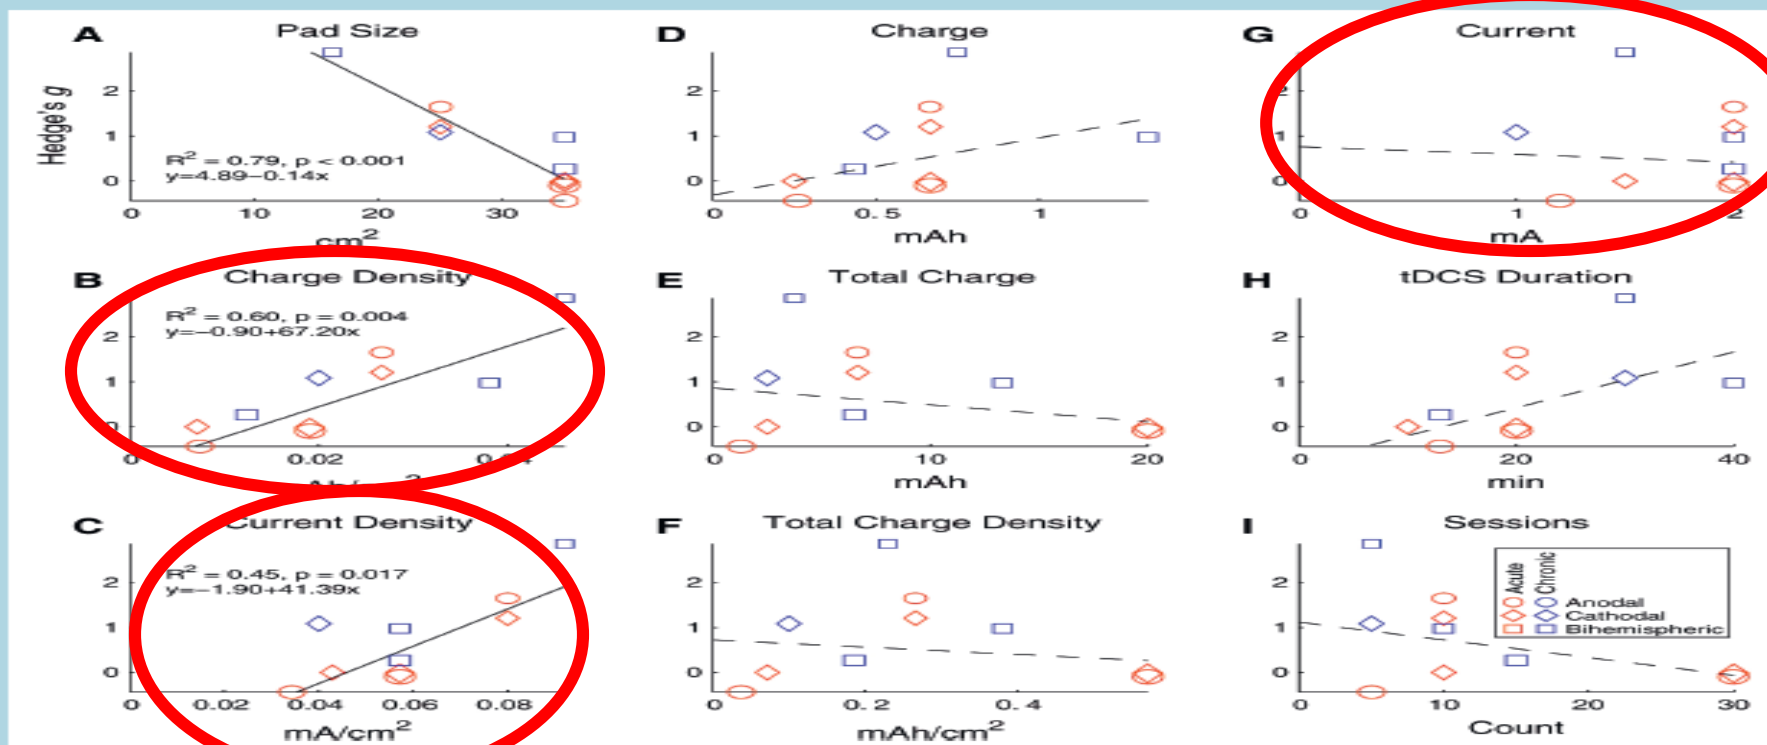 A
Pad Size
Hedge's g
2
1
0
R² = 0.79, p < 0.001
y=4.89−0.14x
0 10 20 30
cm²
B
Charge Density
2
1
0
R² = 0.60, p = 0.004
y=−0.90+67.20x
0 0.02 0.04
C
Current Density
2
1
0
R² = 0.45, p = 0.017
y=−1.90+41.39x
0 0.02 0.04 0.06 0.08
mA/cm²
D
Charge
2
1
0
0 0.5 1
mAh
E
Total Charge
2
1
0
0 10 20
mAh
F
Total Charge Density
2
1
0
0 0.2 0.4
mAh/cm²
G
Current
2
1
0
0 1 2
mA
H
tDCS Duration
2
1
0
0 20 40
min
I
Sessions
2
1
0
Acute Chronic
Anodal
Cathodal
Bihemispheric
0 10 20 30
Count